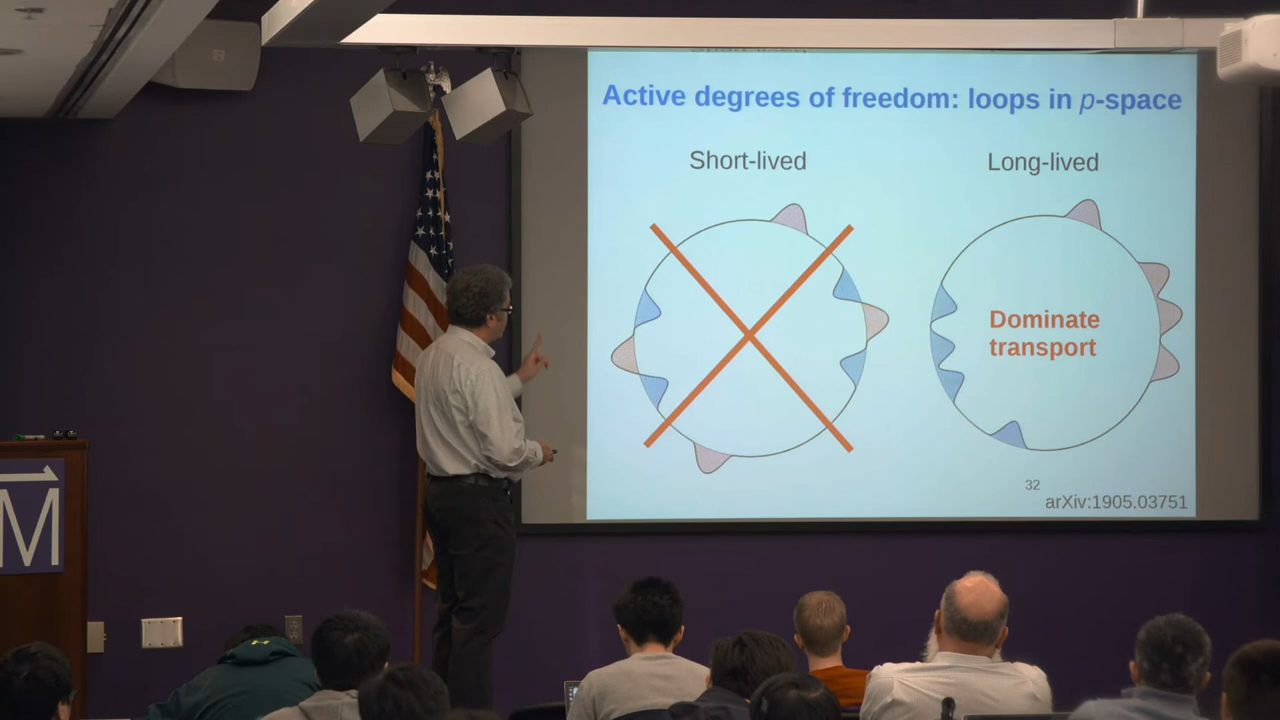 Active degrees of freedom: loops in p-space
Short-lived
Long-lived
Dominate
transport
32
arXiv:1905.03751
M